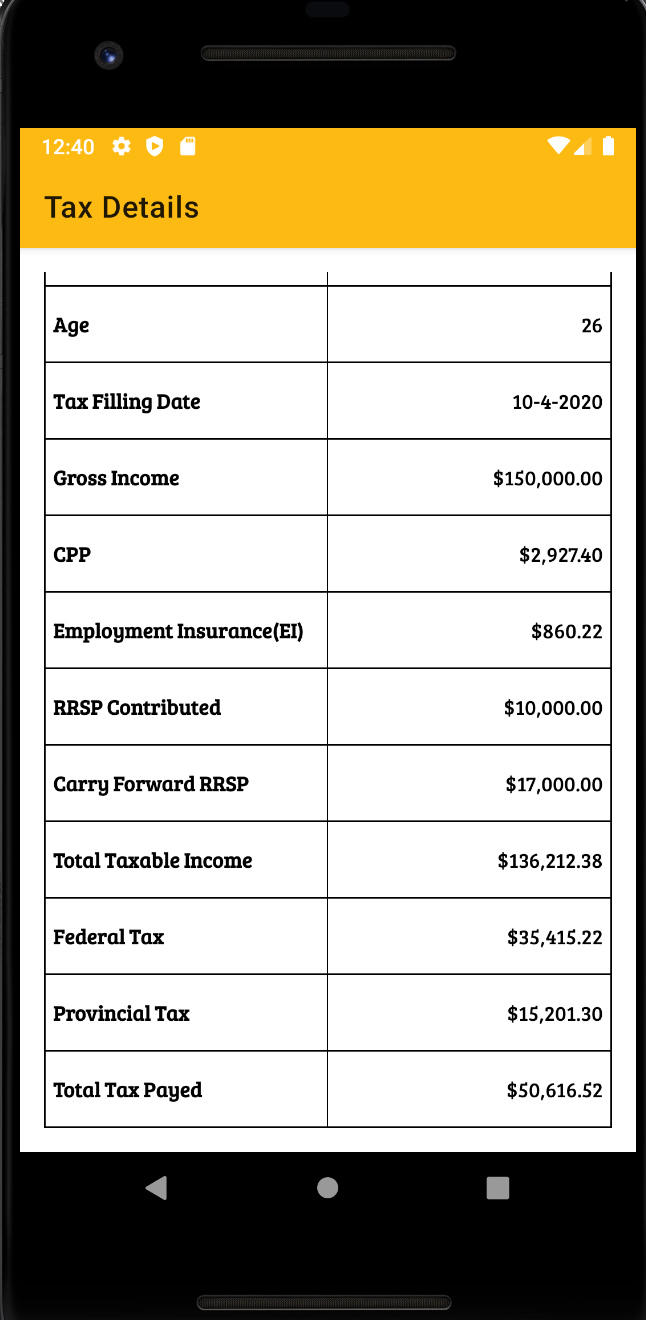 12:40
Tax Details
Age 26
Tax Filling Date 10-4-2020
Gross Income $150,000.00
CPP $2,927.40
Employment Insurance(EI) $860.22
RRSP Contributed $10,000.00
Carry Forward RRSP $17,000.00
Total Taxable Income $136,212.38
Federal Tax $35,415.22
Provincial Tax $15,201.30
Total Tax Payed $50,616.52